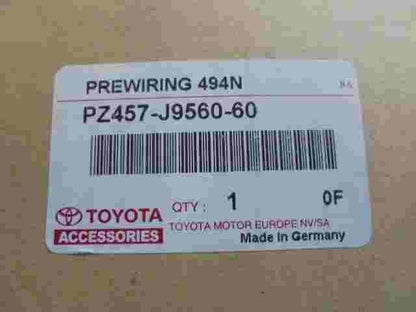 PREWIRING 494N
PZ457-J9560-60
TOYOTA
ACCESSORIES
QTY: 1 0F
TOYOTA MOTOR EUROPE NV/SA
Made in Germany